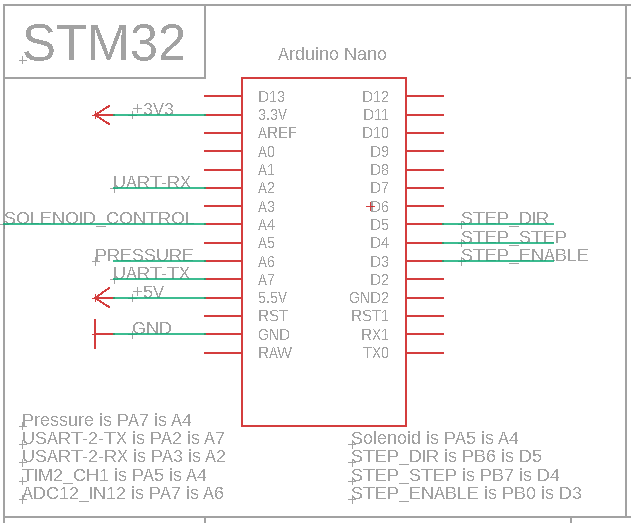 STM32
Arduino Nano
D13 D12
+3V3 3.3V D11
AREF D10
A0 D9
A1 D8
UART-RX A2 D7
A3 D6
SOLENOID_CONTROL A4 D5 STEP_DIR
A5 D4 STEP_STEP
PRESSURE A6 D3 STEP_ENABLE
UART-TX A7 D2
+5V 5.5V GND2
RST RST1
GND GND RX1
RAW TX0
Pressure is PA7 is A4
USART-2-TX is PA2 is A7
USART-2-RX is PA3 is A2
TIM2_CH1 is PA5 is A4
ADC12_IN12 is PA7 is A6
Solenoid is PA5 is A4
STEP_DIR is PB6 is D5
STEP_STEP is PB7 is D4
STEP_ENABLE is PB0 is D3